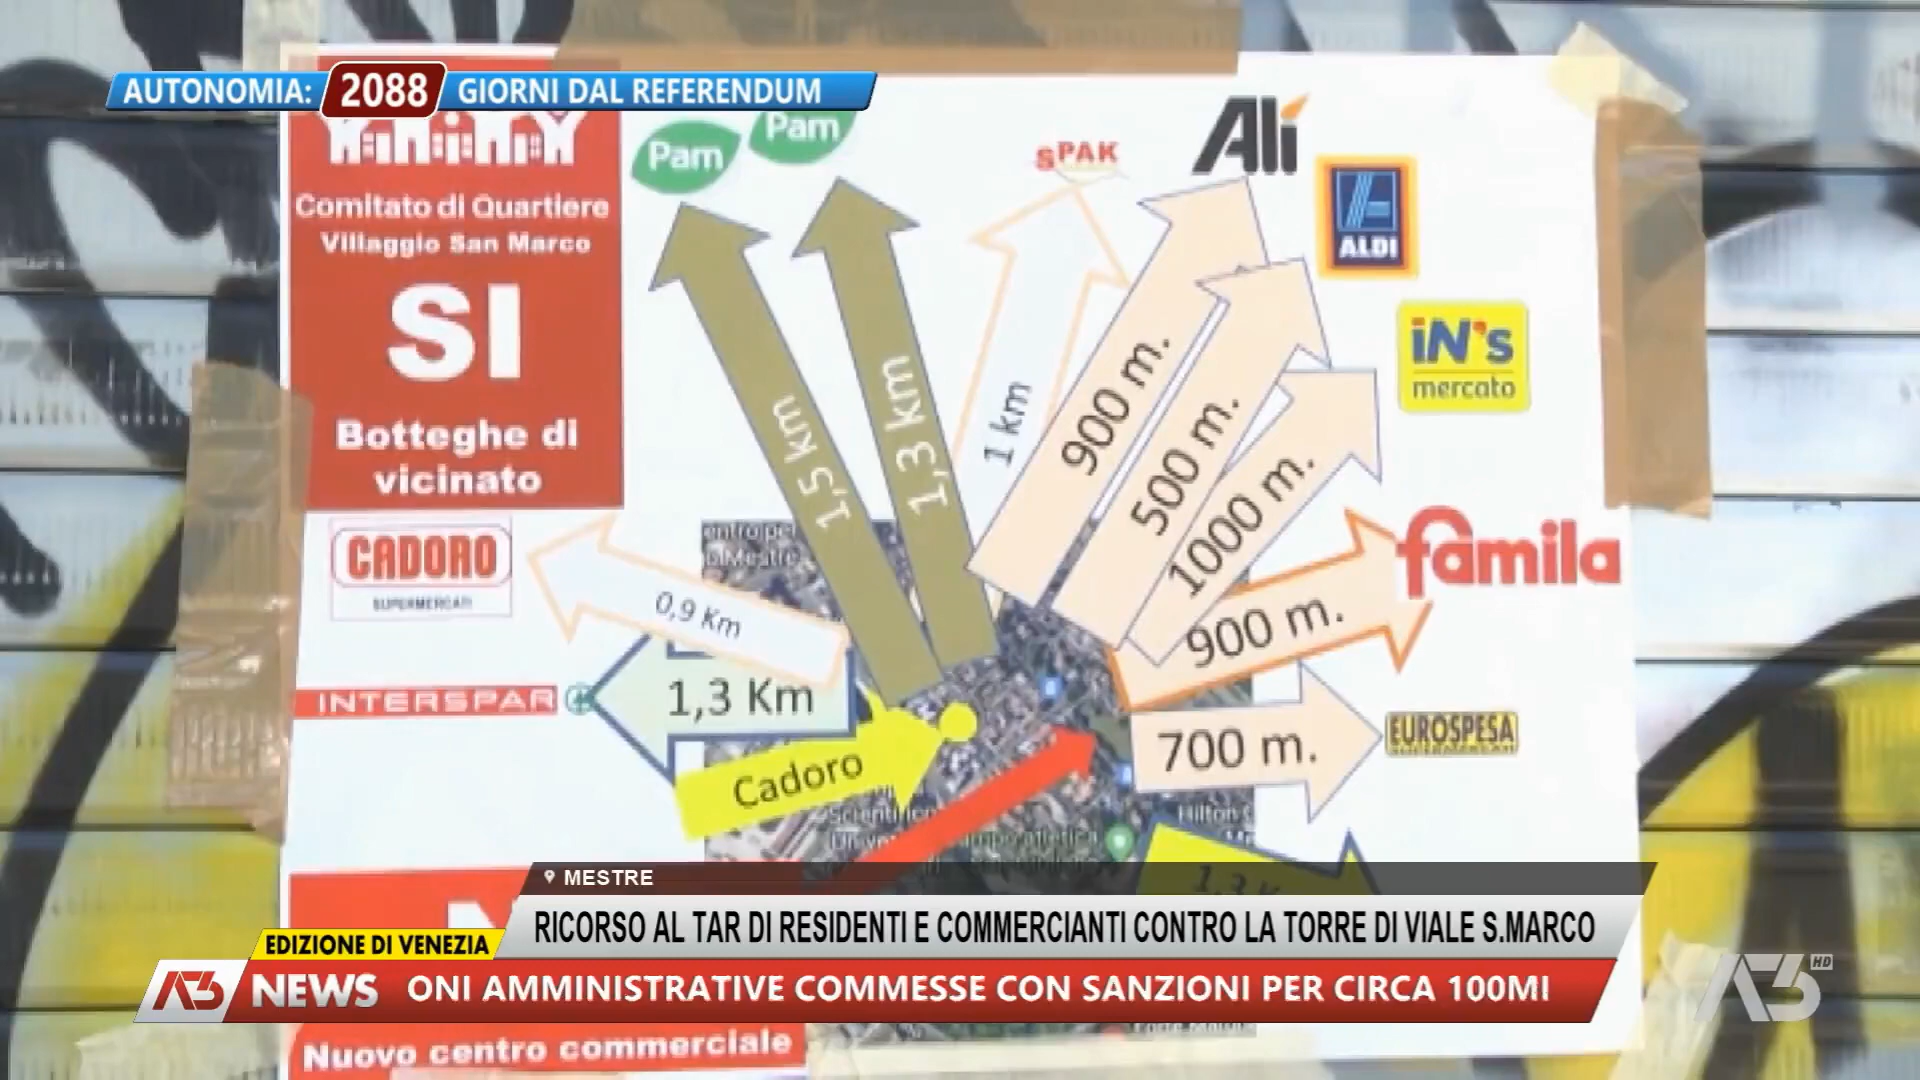 AUTONOMIA: 2088 GIORNI DAL REFERENDUM
Comitato di Quartiere
Villaggio San Marco
SI
Botteghe di
vicinato
Pam
Pam
sPAK
Alì
ALDI
iN's
mercato
famila
EUROSPESA
CADORO
SUPERMERCATI
INTERSPAR
1,5 km
1,3 km
1 km
900 m.
500 m.
1000 m.
900 m.
700 m.
0,9 Km
1,3 Km
Cadoro
MESTRE
RICORSO AL TAR DI RESIDENTI E COMMERCIANTI CONTRO LA TORRE DI VIALE S.MARCO
EDIZIONE DI VENEZIA
A3 NEWS ONI AMMINISTRATIVE COMMESSE CON SANZIONI PER CIRCA 100MI
A3 HD
Nuovo centro commerciale